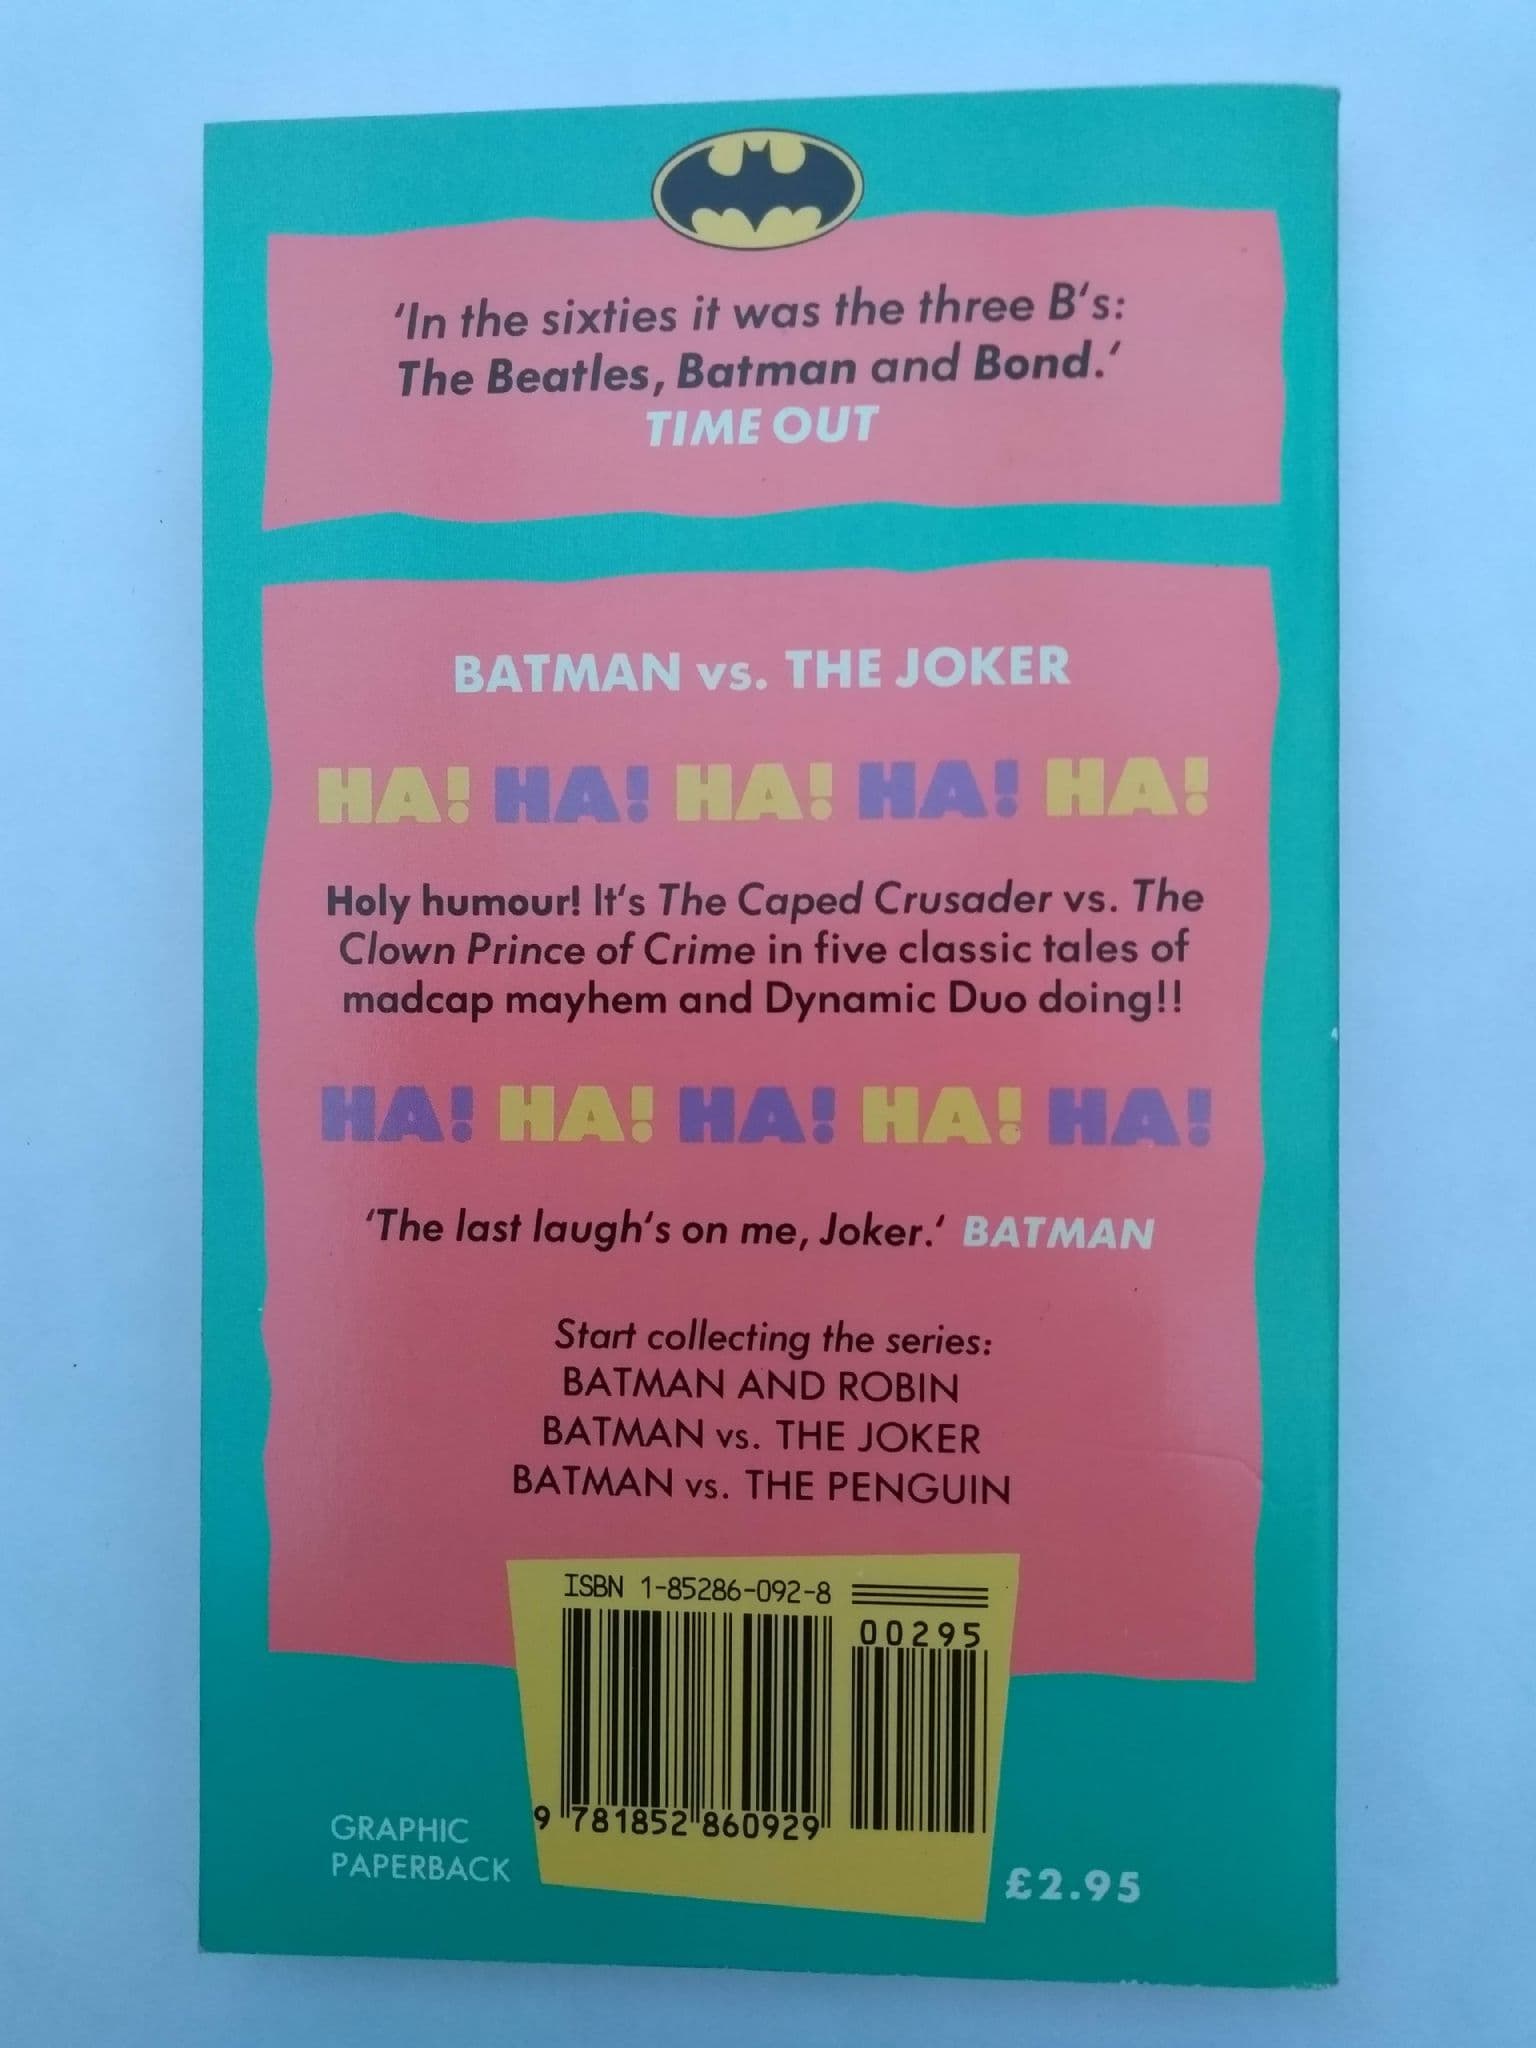 ‘In the sixties it was the three B‘s:
The Beatles, Batman and Bond.‘
TIME OUT
BATMAN vs. THE JOKER
HA! HA! HA! HA! HA!
Holy humour! It‘s The Caped Crusader vs. The
Clown Prince of Crime in five classic tales of
madcap mayhem and Dynamic Duo doing!!
HA! HA! HA! HA! HA!
‘The last laugh‘s on me, Joker.‘ BATMAN
Start collecting the series:
BATMAN AND ROBIN
BATMAN vs. THE JOKER
BATMAN vs. THE PENGUIN
ISBN 1-85286-092-8
00295
9 781852 860929
GRAPHIC
PAPERBACK
£2.95